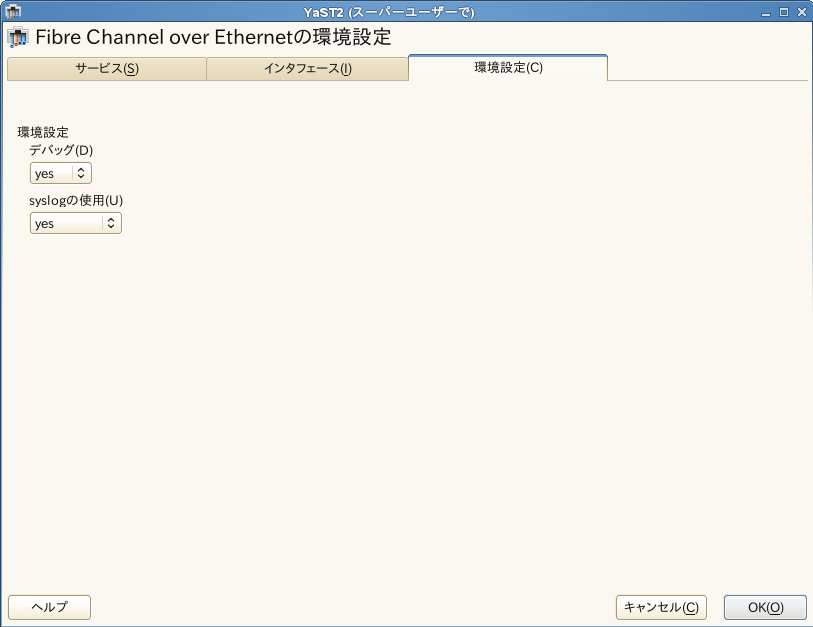 YaST2 (スーパーユーザーで)
Fibre Channel over Ethernetの環境設定
サービス(S)
インタフェース(I)
環境設定(C)
環境設定
デバッグ(D)
yes
syslogの使用(U)
yes
ヘルプ
キャンセル(C)
OK(O)